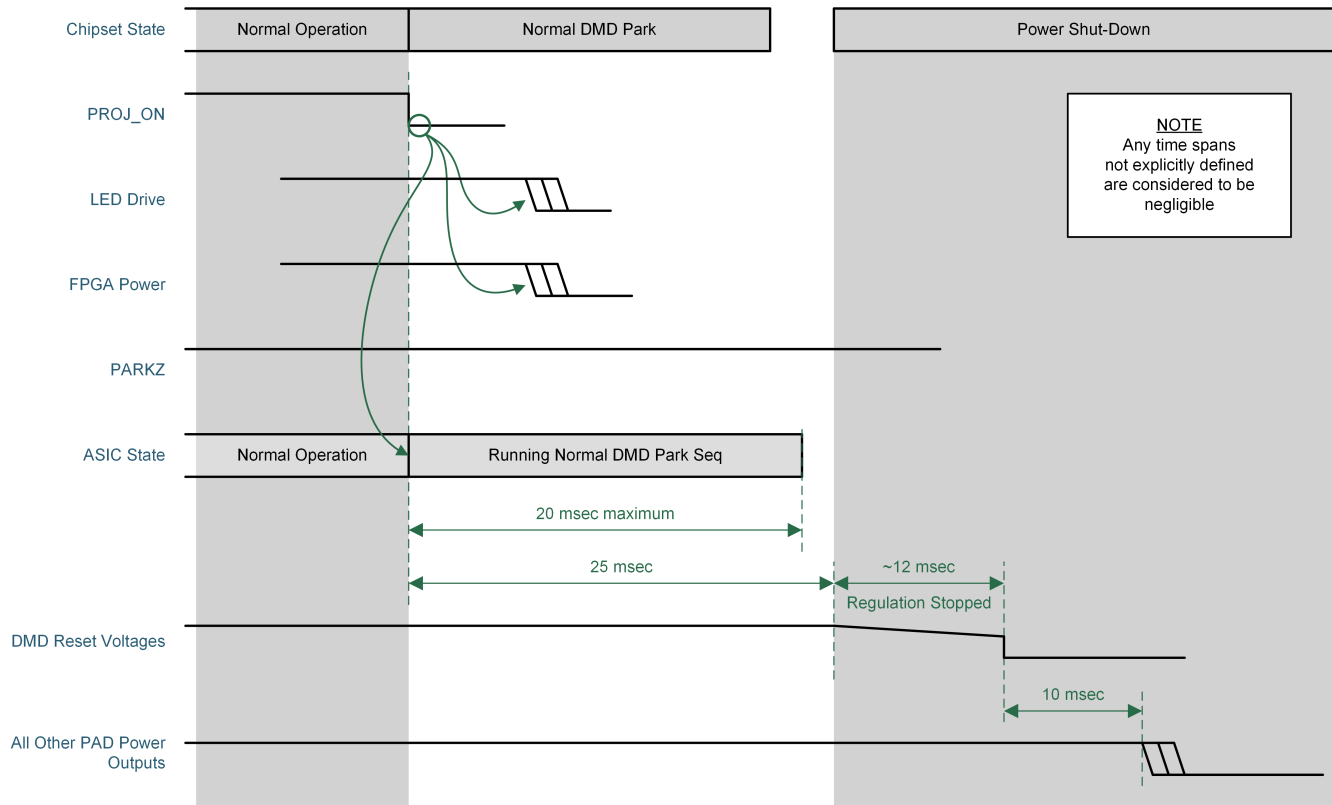 Chipset State
Normal Operation
Normal DMD Park
Power Shut-Down
PROJ_ON
NOTE
Any time spans
not explicitly defined
are considered to be
negligible
LED Drive
FPGA Power
PARKZ
ASIC State
Normal Operation
Running Normal DMD Park Seq
20 msec maximum
25 msec
~12 msec
Regulation Stopped
DMD Reset Voltages
10 msec
All Other PAD Power
Outputs